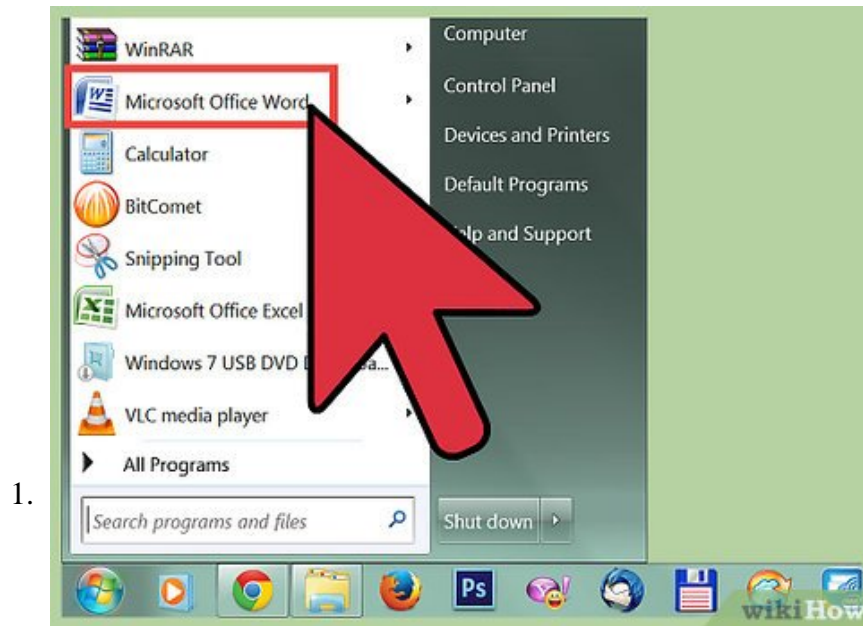 WinRAR
Microsoft Office Word
Calculator
BitComet
Snipping Tool
Microsoft Office Excel
Windows 7 USB DVD
VLC media player
All Programs
Search programs and files
Computer
Control Panel
Devices and Printers
Default Programs
and Support
Shut down
1.
Ps
wikiHow